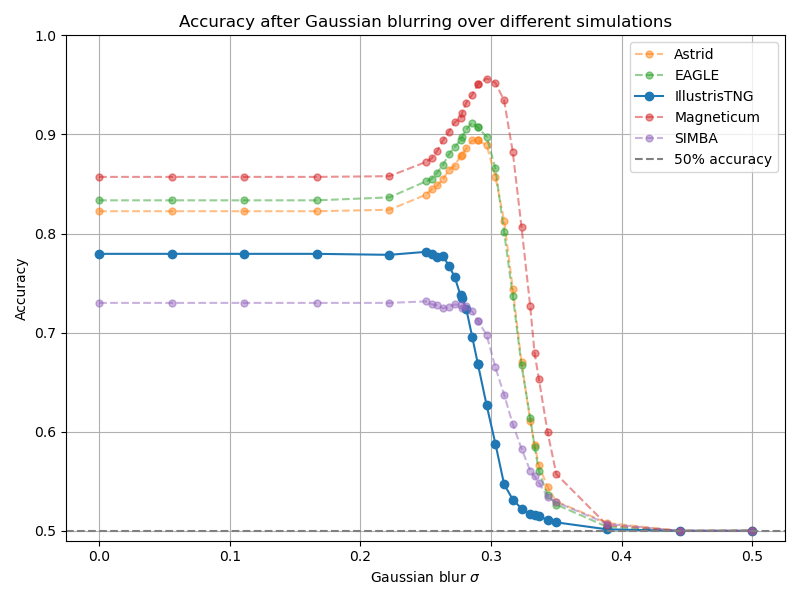 Accuracy after Gaussian blurring over different simulations
Accuracy
1.0
0.9
0.8
0.7
0.6
0.5
Astrid
EAGLE
IllustrisTNG
Magneticum
SIMBA
50% accuracy
0.0 0.1 0.2 0.3 0.4 0.5
Gaussian blur σ